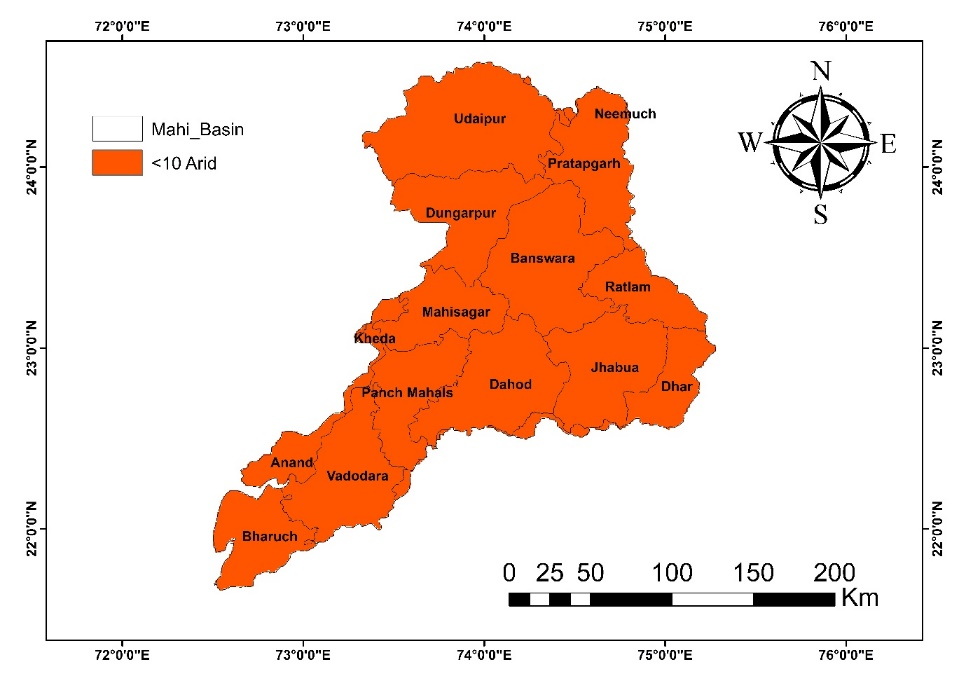 72°0'0"E 73°0'0"E 74°0'0"E 75°0'0"E 76°0'0"E
N
W E
S
Mahi_Basin
<10 Arid
24°0'0"N
23°0'0"N
22°0'0"N
24°0'0"N
23°0'0"N
22°0'0"N
Udaipur
Neemuch
Pratapgarh
Dungarpur
Banswara
Ratlam
Mahisagar
Kheda
Jhabua
Dahod
Dhar
Panch Mahals
Anand
Vadodara
Bharuch
0 25 50 100 150 200
Km
72°0'0"E 73°0'0"E 74°0'0"E 75°0'0"E 76°0'0"E